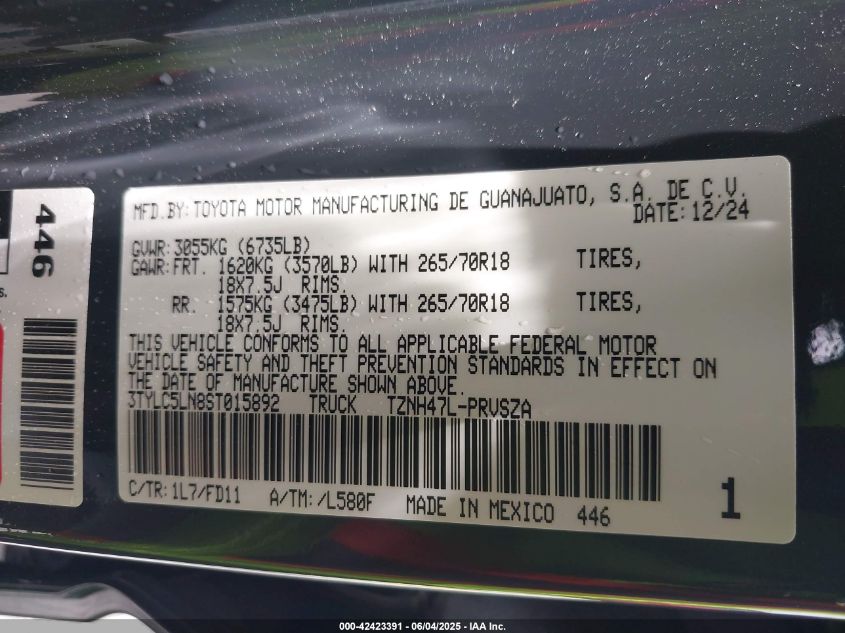 446
s.
MFD.BY: TOYOTA MOTOR MANUFACTURING DE GUANAJUATO, S.A. DE C.V.
DATE: 12/24
GVWR: 3055KG (6735LB)
GAWR: FRT. 1620KG (3570LB) WITH 265/70R18 TIRES,
18X7.5J RIMS.
RR. 1575KG (3475LB) WITH 265/70R18 TIRES,
18X7.5J RIMS.
THIS VEHICLE CONFORMS TO ALL APPLICABLE FEDERAL MOTOR
VEHICLE SAFETY AND THEFT PREVENTION STANDARDS IN EFFECT ON
THE DATE OF MANUFACTURE SHOWN ABOVE.
3TYLC5LN8ST015892 TRUCK TZNH47L-PRVSZA
C/TR: 1L7/FD11 A/TM: /L580F MADE IN MEXICO 446
1
000-42423391 - 06/04/2025 - IAA Inc.